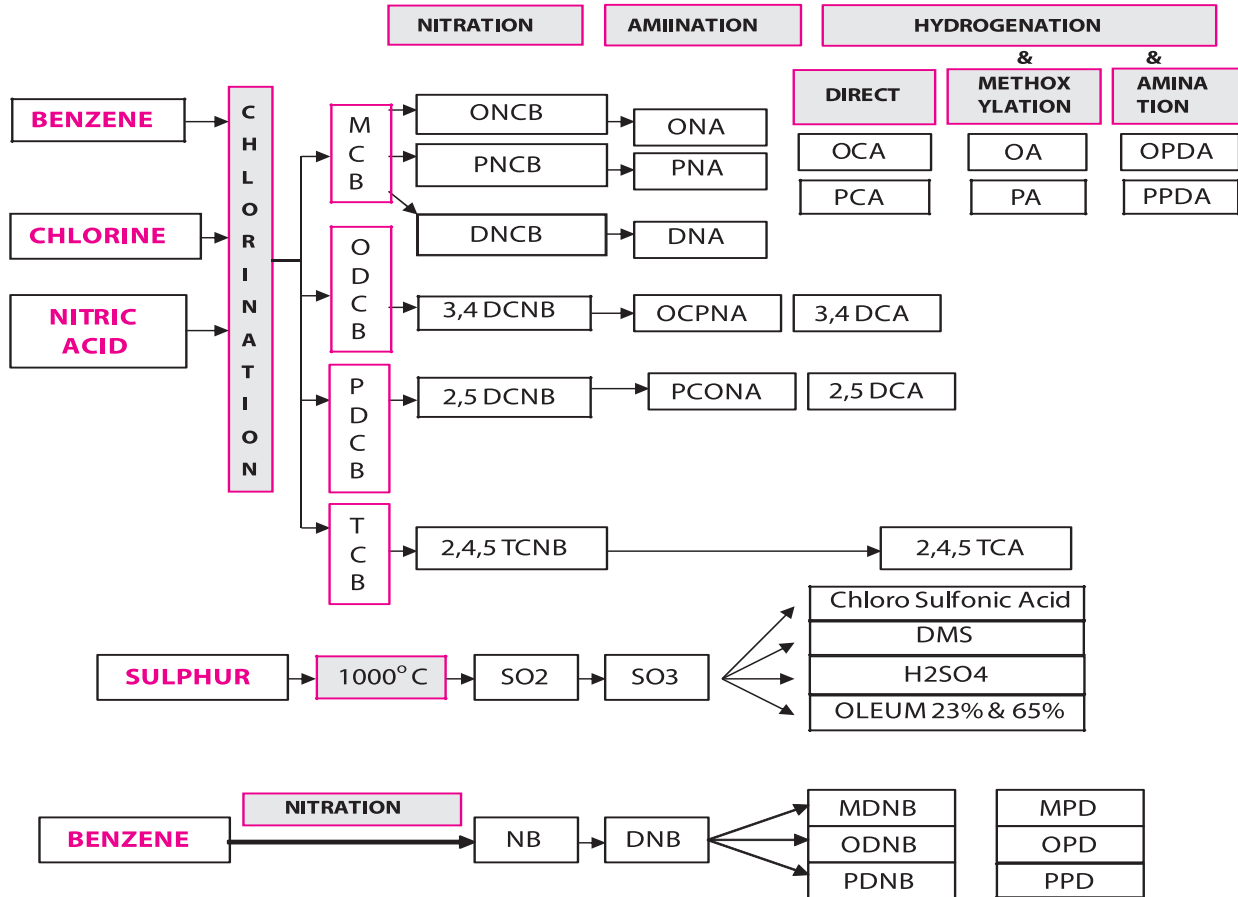 NITRATION
AMIINATION
HYDROGENATION
&
&
DIRECT
METHOX
YLATION
AMINA
TION
BENZENE
CHLORINE
NITRIC
ACID
C
H
L
O
R
I
N
A
T
I
O
N
M
C
B
ONCB
ONA
OCA
OA
OPDA
PNCB
PNA
PCA
PA
PPDA
DNCB
DNA
O
D
C
B
3,4 DCNB
OCPNA
3,4 DCA
P
D
C
B
2,5 DCNB
PCONA
2,5 DCA
T
C
B
2,4,5 TCNB
2,4,5 TCA
SULPHUR
1000° C
SO2
SO3
Chloro Sulfonic Acid
DMS
H2SO4
OLEUM 23% & 65%
BENZENE
NITRATION
NB
DNB
MDNB
MPD
ODNB
OPD
PDNB
PPD